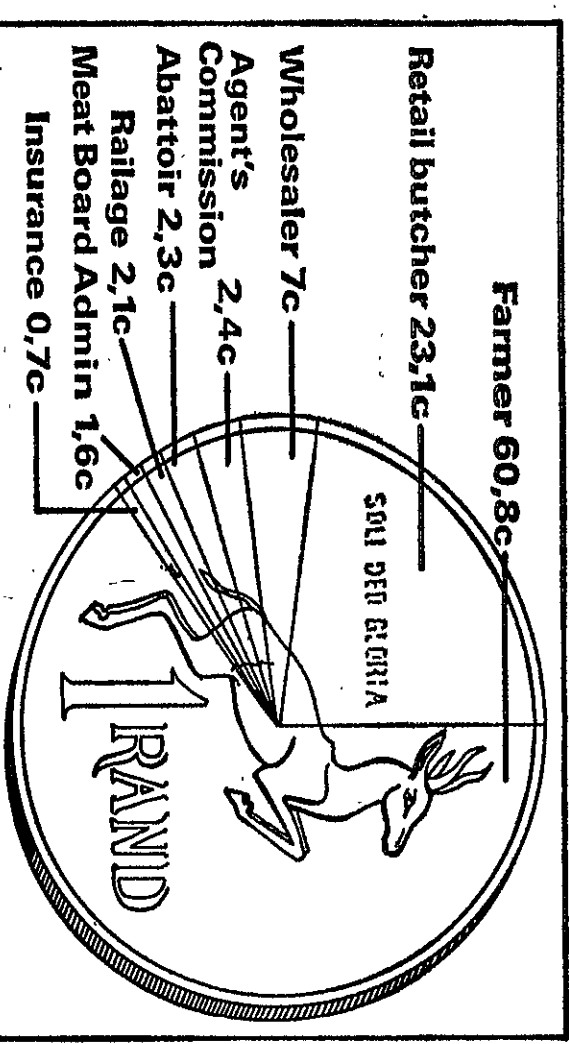 Farmer 60,8c
Retail butcher 23,1c
Wholesaler 7c
Agent's
Commission 2,4c
Abattoir 2,3c
Railage 2,1c
Meat Board Admin 1,6c
Insurance 0,7c
SOLI DEO GLORIA
1 RAND